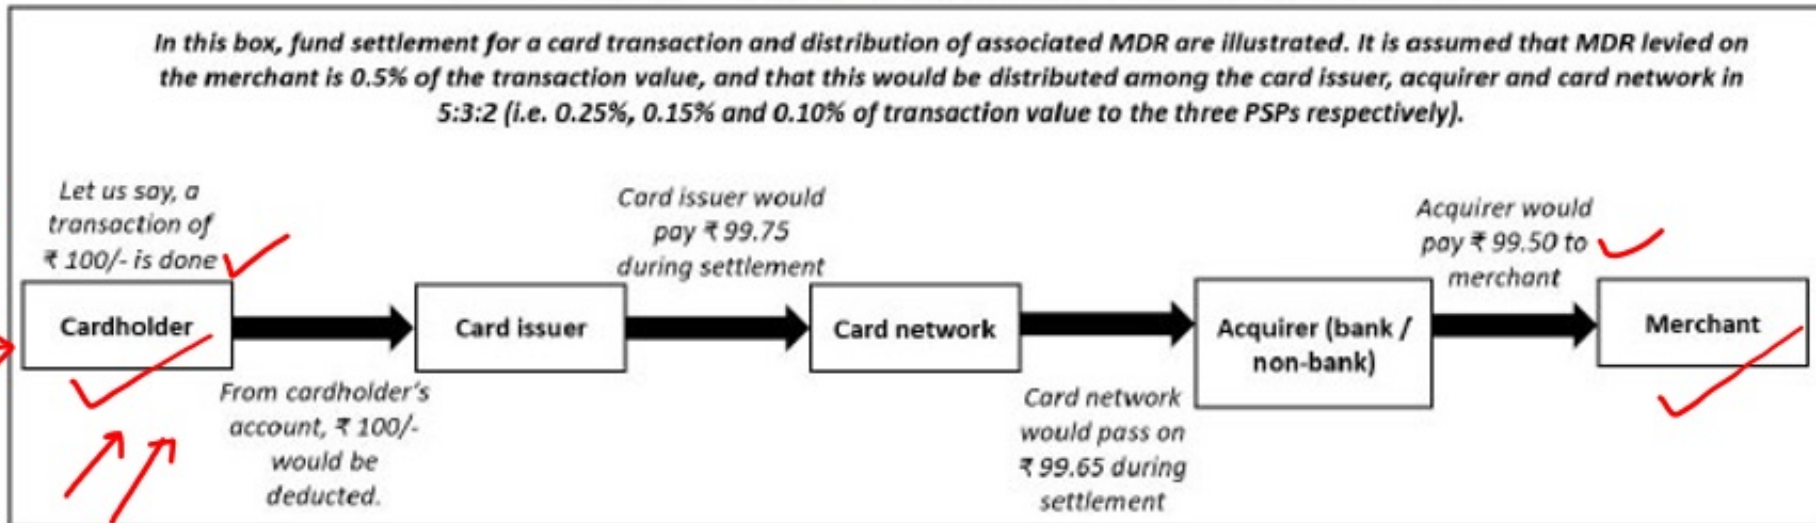 In this box, fund settlement for a card transaction and distribution of associated MDR are illustrated. It is assumed that MDR levied on
the merchant is 0.5% of the transaction value, and that this would be distributed among the card issuer, acquirer and card network in
5:3:2 (i.e. 0.25%, 0.15% and 0.10% of transaction value to the three PSPs respectively).
Let us say, a
transaction of
₹ 100/- is done
Cardholder
From cardholder's
account, ₹ 100/-
would be
deducted.
Card issuer
Card issuer would
pay ₹ 99.75
during settlement
Card network
Card network
would pass on
₹ 99.65 during
settlement
Acquirer (bank /
non-bank)
Acquirer would
pay ₹ 99.50 to
merchant
Merchant